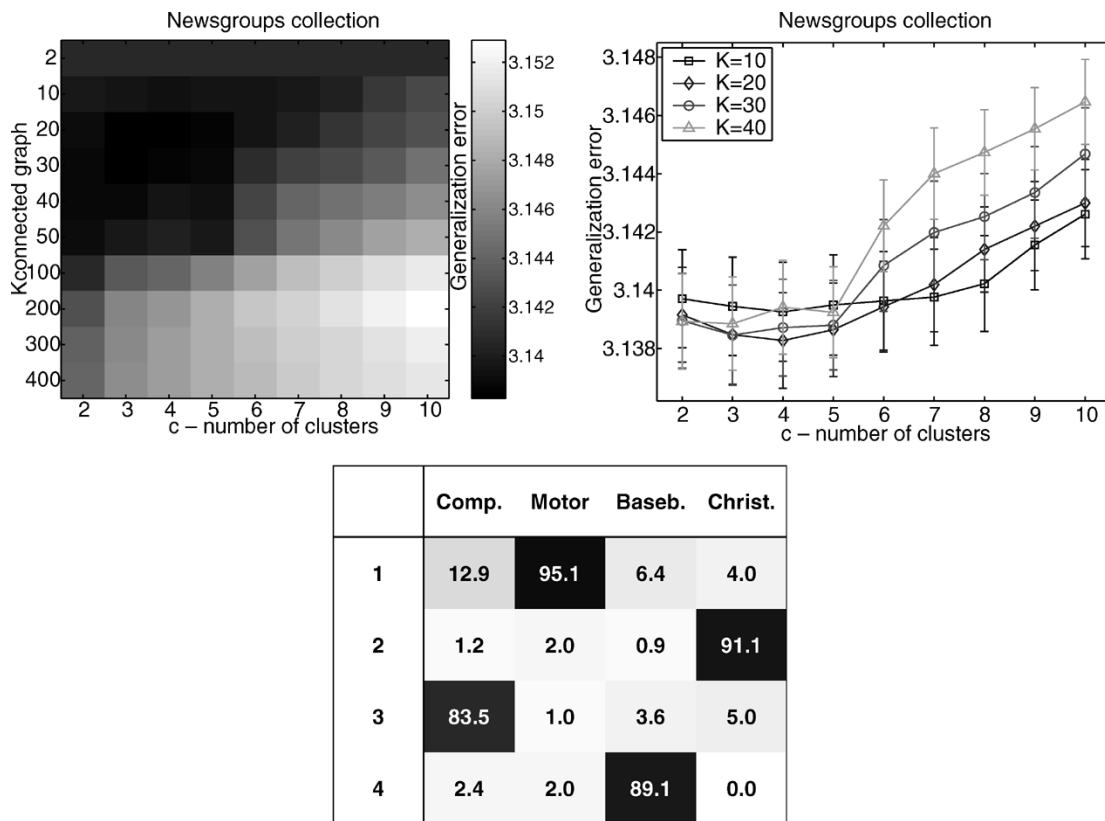 Newsgroups collection
Kconnected graph
2
10
20
30
40
50
100
200
300
400
2 3 4 5 6 7 8 9 10
c – number of clusters
3.152
3.15
3.148
3.146
3.144
3.142
3.14
Generalization error
Newsgroups collection
Generalization error
3.148
3.146
3.144
3.142
3.14
3.138
K=10
K=20
K=30
K=40
2 3 4 5 6 7 8 9 10
c – number of clusters
Comp. Motor Baseb. Christ.
1 12.9 95.1 6.4 4.0
2 1.2 2.0 0.9 91.1
3 83.5 1.0 3.6 5.0
4 2.4 2.0 89.1 0.0